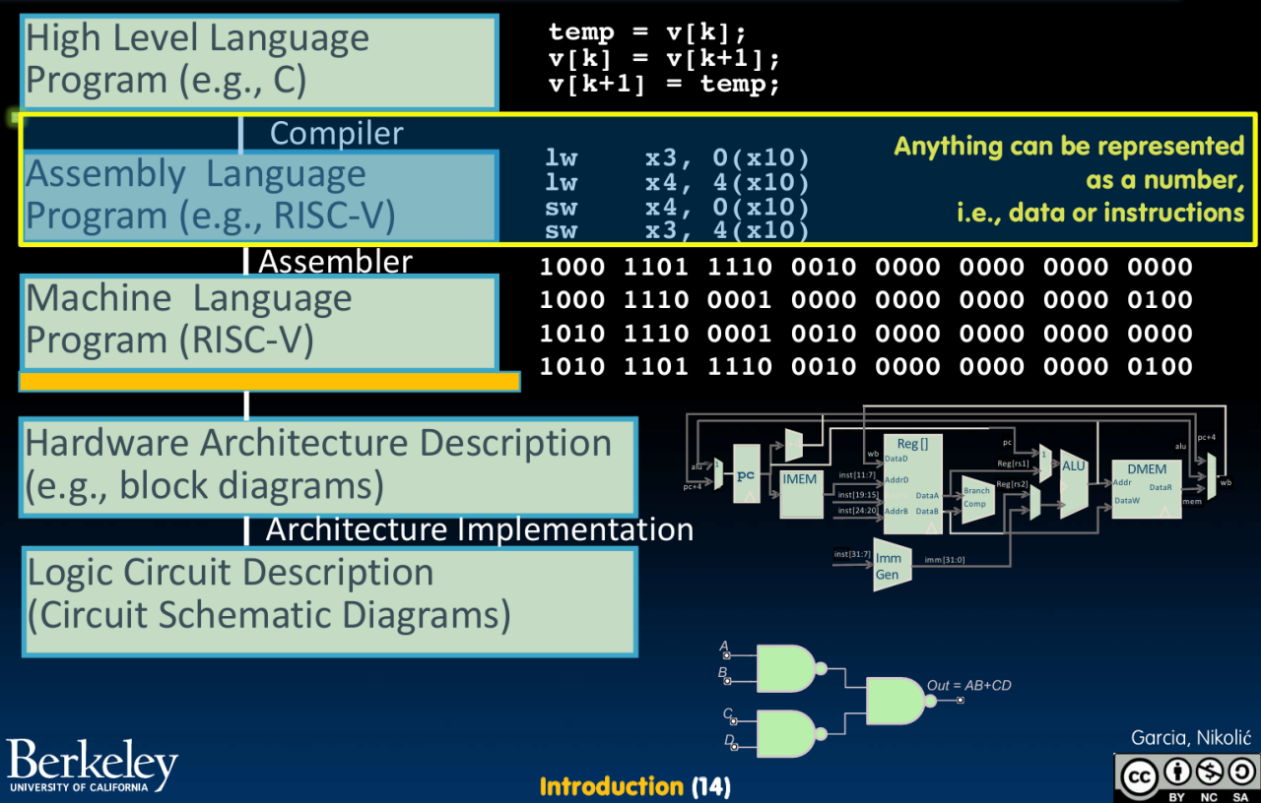 High Level Language
Program (e.g., C)
temp = v[k];
v[k] = v[k+1];
v[k+1] = temp;
Compiler
Assembly Language
Program (e.g., RISC-V)
lw x3, 0(x10)
lw x4, 4(x10)
sw x4, 0(x10)
sw x3, 4(x10)
Anything can be represented
as a number,
i.e., data or instructions
Assembler
Machine Language
Program (RISC-V)
1000 1101 1110 0010 0000 0000 0000 0000
1000 1110 0001 0000 0000 0000 0000 0100
1010 1110 0001 0010 0000 0000 0000 0000
1010 1101 1110 0010 0000 0000 0000 0100
Hardware Architecture Description
(e.g., block diagrams)
alu
pc+4
1
pc
IMEM
inst[11:7]
inst[19:15]
inst[24:20]
wb
Reg []
DataD
AddrD
AddrB
DataA
DataB
Branch
Comp
pc
Reg[rs1]
Reg[rs2]
1
ALU
DMEM
Addr
DataR
DataW
alu
pc+4
mem
wb
inst[31:7]
Imm
Gen
imm[31:0]
Architecture Implementation
Logic Circuit Description
(Circuit Schematic Diagrams)
A
B
C
D
Out = AB+CD
Berkeley
UNIVERSITY OF CALIFORNIA
Introduction (14)
Garcia, Nikolić
cc
BY NC SA